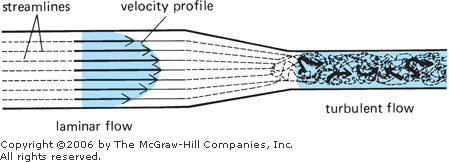 streamlines
velocity profile
laminar flow
turbulent flow
Copyright ©2006 by The McGraw-Hill Companies, Inc.
All rights reserved.